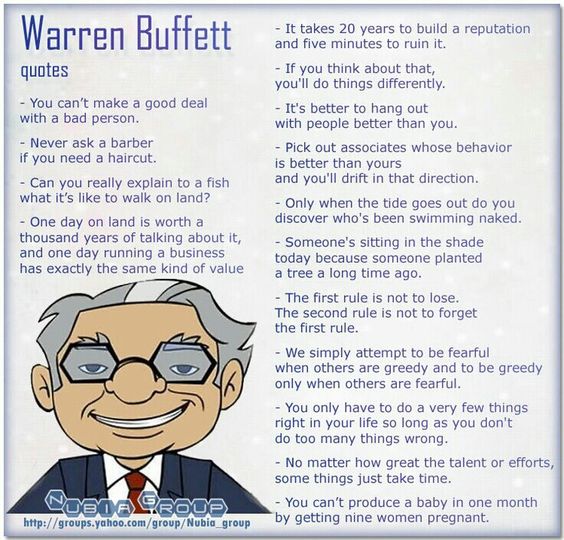 Warren Buffett
quotes
- You can't make a good deal
with a bad person.
- Never ask a barber
if you need a haircut.
- Can you really explain to a fish
what it's like to walk on land?
- One day on land is worth a
thousand years of talking about it,
and one day running a business
has exactly the same kind of value
- It takes 20 years to build a reputation
and five minutes to ruin it.
- If you think about that,
you'll do things differently.
- It's better to hang out
with people better than you.
- Pick out associates whose behavior
is better than yours
and you'll drift in that direction.
- Only when the tide goes out do you
discover who's been swimming naked.
- Someone's sitting in the shade
today because someone planted
a tree a long time ago.
- The first rule is not to lose.
The second rule is not to forget
the first rule.
- We simply attempt to be fearful
when others are greedy and to be greedy
only when others are fearful.
- You only have to do a very few things
right in your life so long as you don't
do too many things wrong.
- No matter how great the talent or efforts,
some things just take time.
- You can't produce a baby in one month
by getting nine women pregnant.
Nubia Group
http://groups.yahoo.com/group/Nubia_group